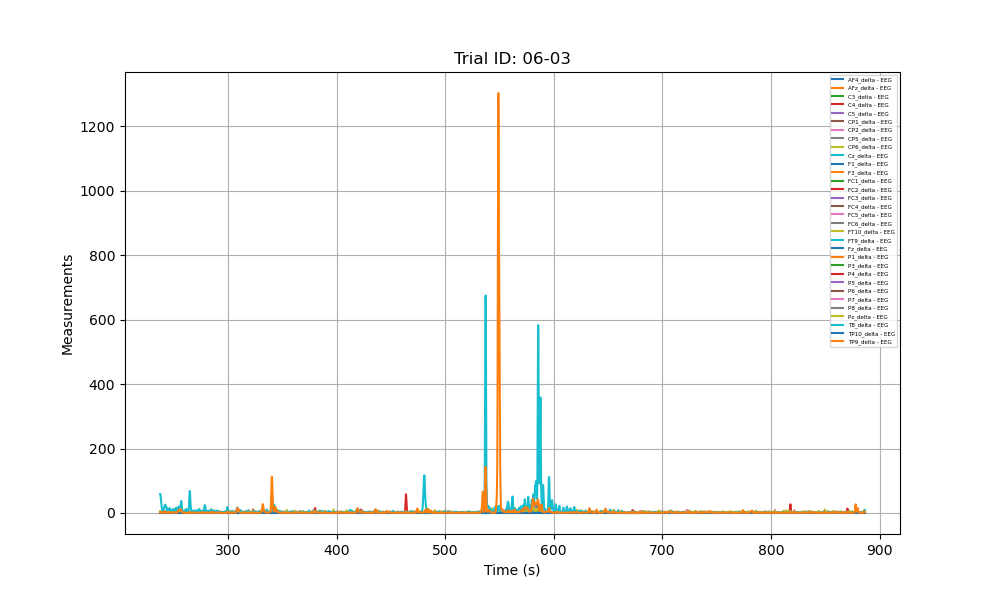 Trial ID: 06-03
AF4_delta - EEG
AFz_delta - EEG
C3_delta - EEG
C4_delta - EEG
C5_delta - EEG
CP1_delta - EEG
CP2_delta - EEG
CP5_delta - EEG
CP6_delta - EEG
Cz_delta - EEG
F1_delta - EEG
F3_delta - EEG
FC1_delta - EEG
FC2_delta - EEG
FC3_delta - EEG
FC4_delta - EEG
FC5_delta - EEG
FC6_delta - EEG
FT10_delta - EEG
FT9_delta - EEG
Fz_delta - EEG
P1_delta - EEG
P3_delta - EEG
P4_delta - EEG
P5_delta - EEG
P6_delta - EEG
P7_delta - EEG
P8_delta - EEG
Pz_delta - EEG
T8_delta - EEG
TP10_delta - EEG
TP9_delta - EEG
Measurements
1200
1000
800
600
400
200
0
300 400 500 600 700 800 900
Time (s)